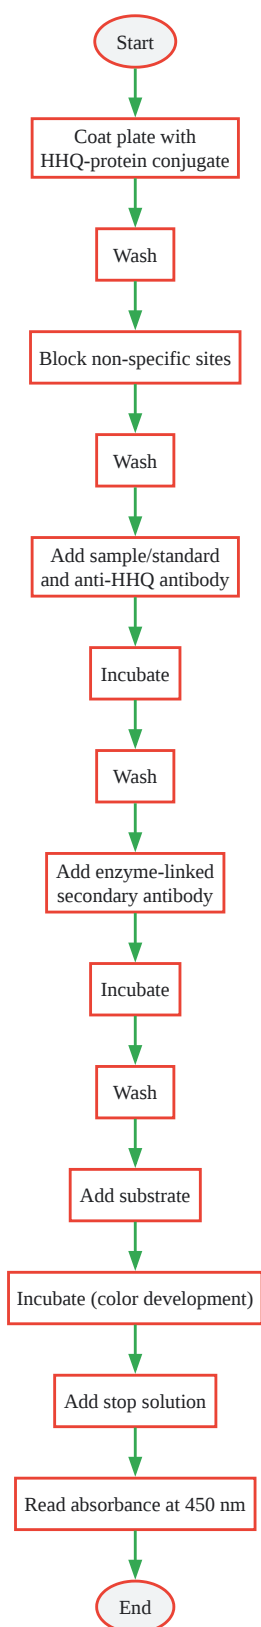 Start
Coat plate with
HHQ-protein conjugate
Wash
Block non-specific sites
Wash
Add sample/standard
and anti-HHQ antibody
Incubate
Wash
Add enzyme-linked
secondary antibody
Incubate
Wash
Add substrate
Incubate (color development)
Add stop solution
Read absorbance at 450 nm
End